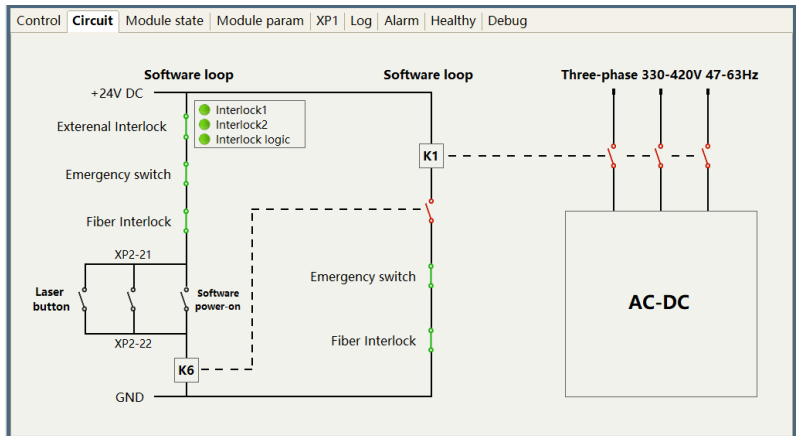 Control Circuit Module state Module param XP1 Log Alarm Healthy Debug
Software loop Software loop Three-phase 330-420V 47-63Hz
+24V DC
Interlock1
Exterenal Interlock Interlock2
Interlock logic
K1
Emergency switch
Fiber Interlock
XP2-21
Emergency switch
Laser
button
Software
power-on
AC-DC
XP2-22
Fiber Interlock
K6
GND